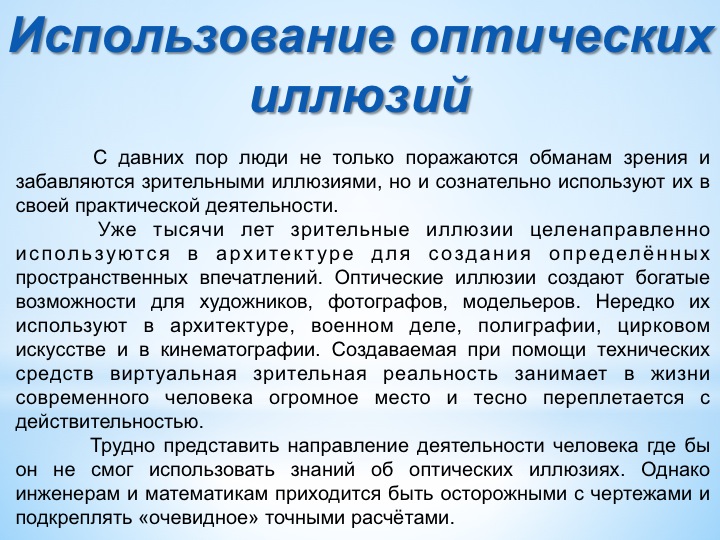 Использование оптических
иллюзий
С давних пор люди не только поражаются обманам зрения и
забавляются зрительными иллюзиями, но и сознательно используют их в
своей практической деятельности.
Уже тысячи лет зрительные иллюзии целенаправленно
используются в архитектуре для создания определённых
пространственных впечатлений. Оптические иллюзии создают богатые
возможности для художников, фотографов, модельеров. Нередко их
используют в архитектуре, военном деле, полиграфии, цирковом
искусстве и в кинематографии. Создаваемая при помощи технических
средств виртуальная зрительная реальность занимает в жизни
современного человека огромное место и тесно переплетается с
действительностью.
Трудно представить направление деятельности человека где бы
он не смог использовать знаний об оптических иллюзиях. Однако
инженерам и математикам приходится быть осторожными с чертежами и
подкреплять «очевидное» точными расчётами.